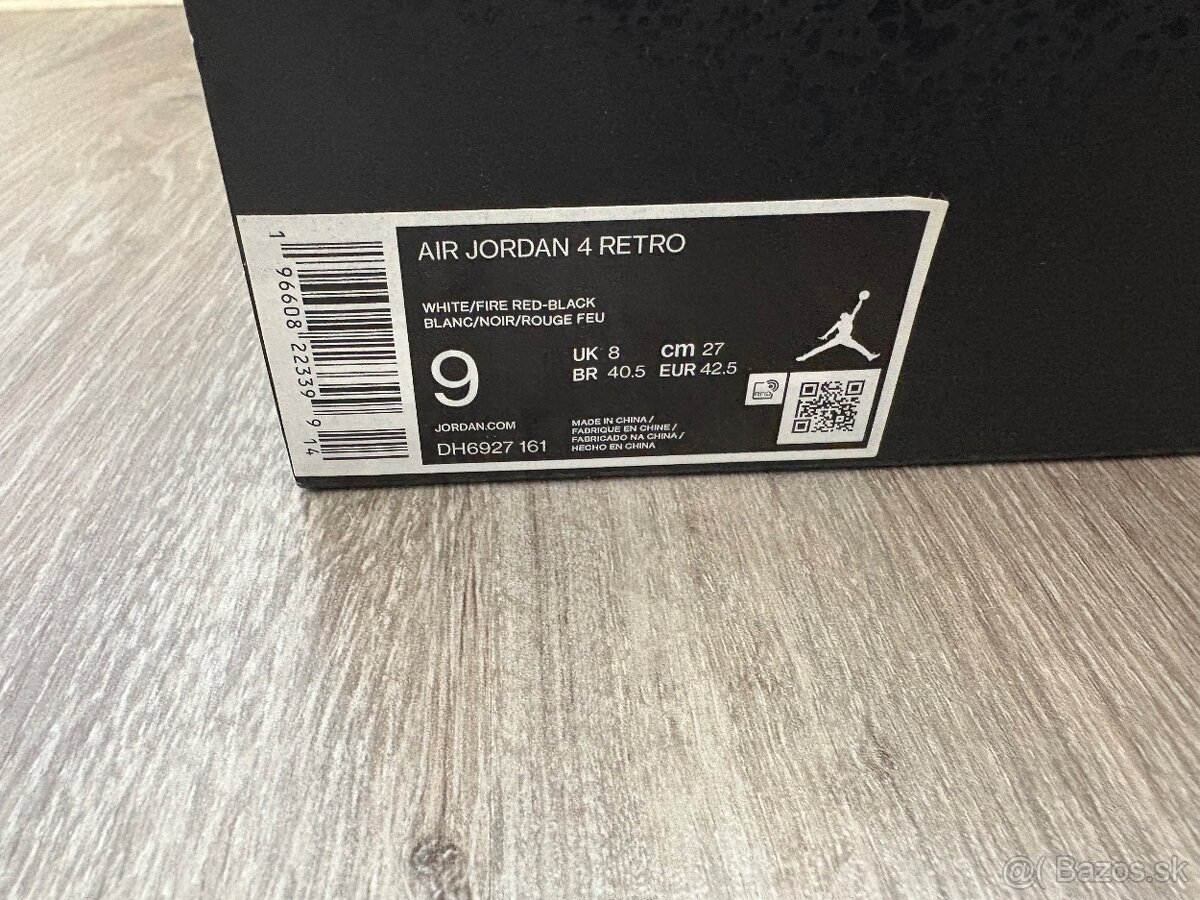 AIR JORDAN 4 RETRO
WHITE/FIRE RED-BLACK
BLANC/NOIR/ROUGE FEU
9
UK 8 cm 27
BR 40.5 EUR 42.5
JORDAN.COM
DH6927 161
MADE IN CHINA /
FABRIQUE EN CHINE /
FABRICADO NA CHINA /
HECHO EN CHINA
RFID
1 96608 22339 9 14
@( Bazos.sk